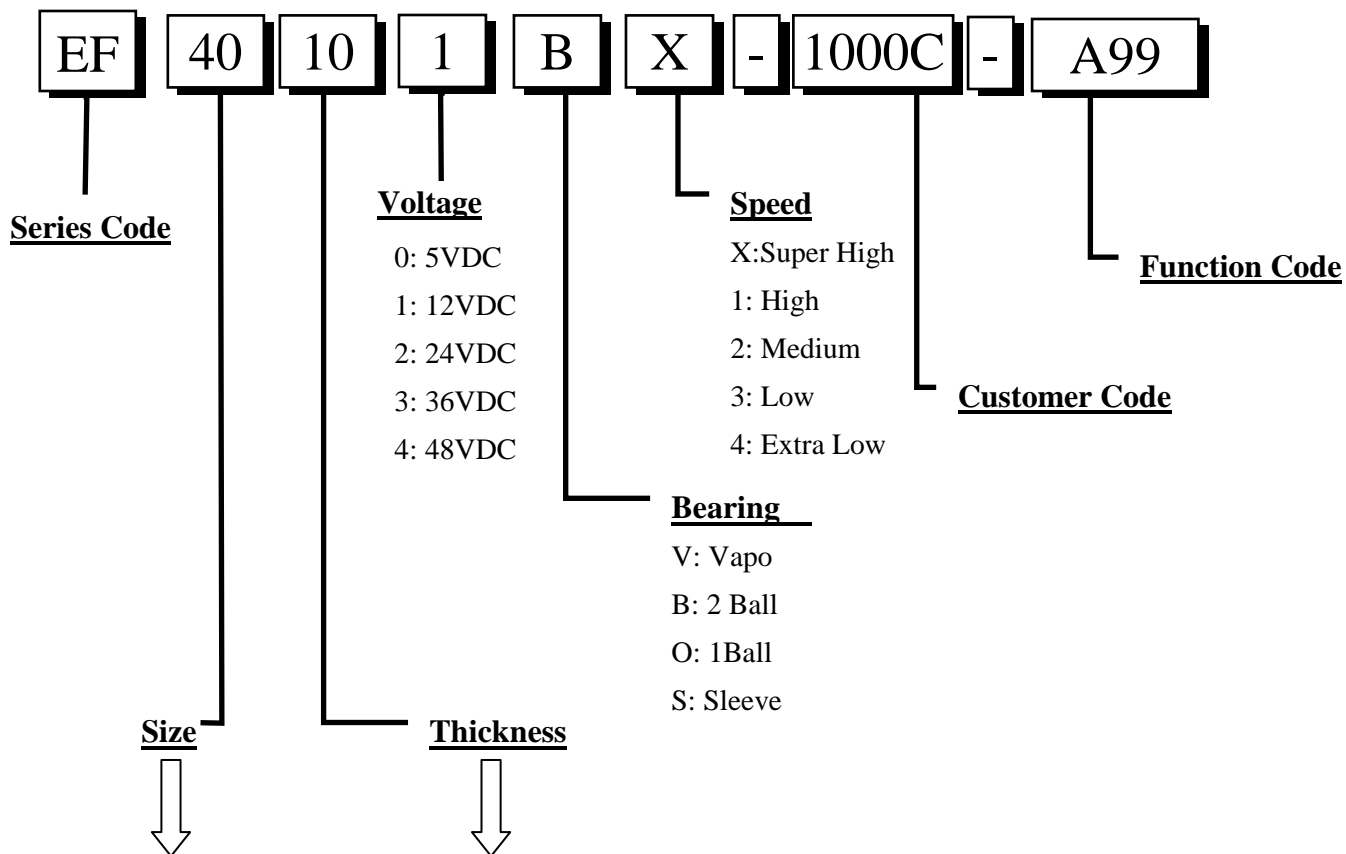 EF 40 10 1 B X - 1000C - A99
Series Code
Voltage
0: 5VDC
1: 12VDC
2: 24VDC
3: 36VDC
4: 48VDC
Speed
X:Super High
1: High
2: Medium
3: Low
4: Extra Low
Function Code
Customer Code
Bearing
V: Vapo
B: 2 Ball
O: 1Ball
S: Sleeve
Size
Thickness